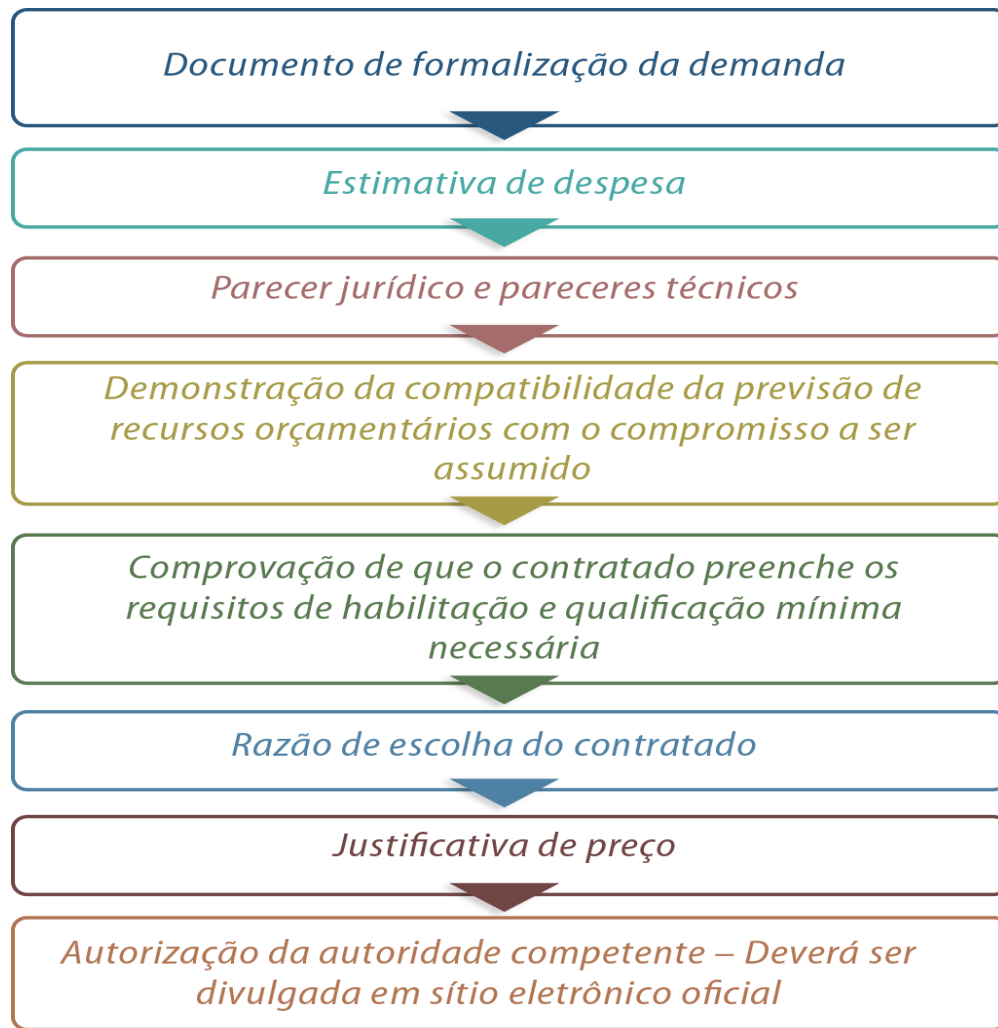 Documento de formalização da demanda
Estimativa de despesa
Parecer jurídico e pareceres técnicos
Demonstração da compatibilidade da previsão de
recursos orçamentários com o compromisso a ser
assumido
Comprovação de que o contratado preenche os
requisitos de habilitação e qualificação mínima
necessária
Razão de escolha do contratado
Justificativa de preço
Autorização da autoridade competente – Deverá ser
divulgada em sítio eletrônico oficial